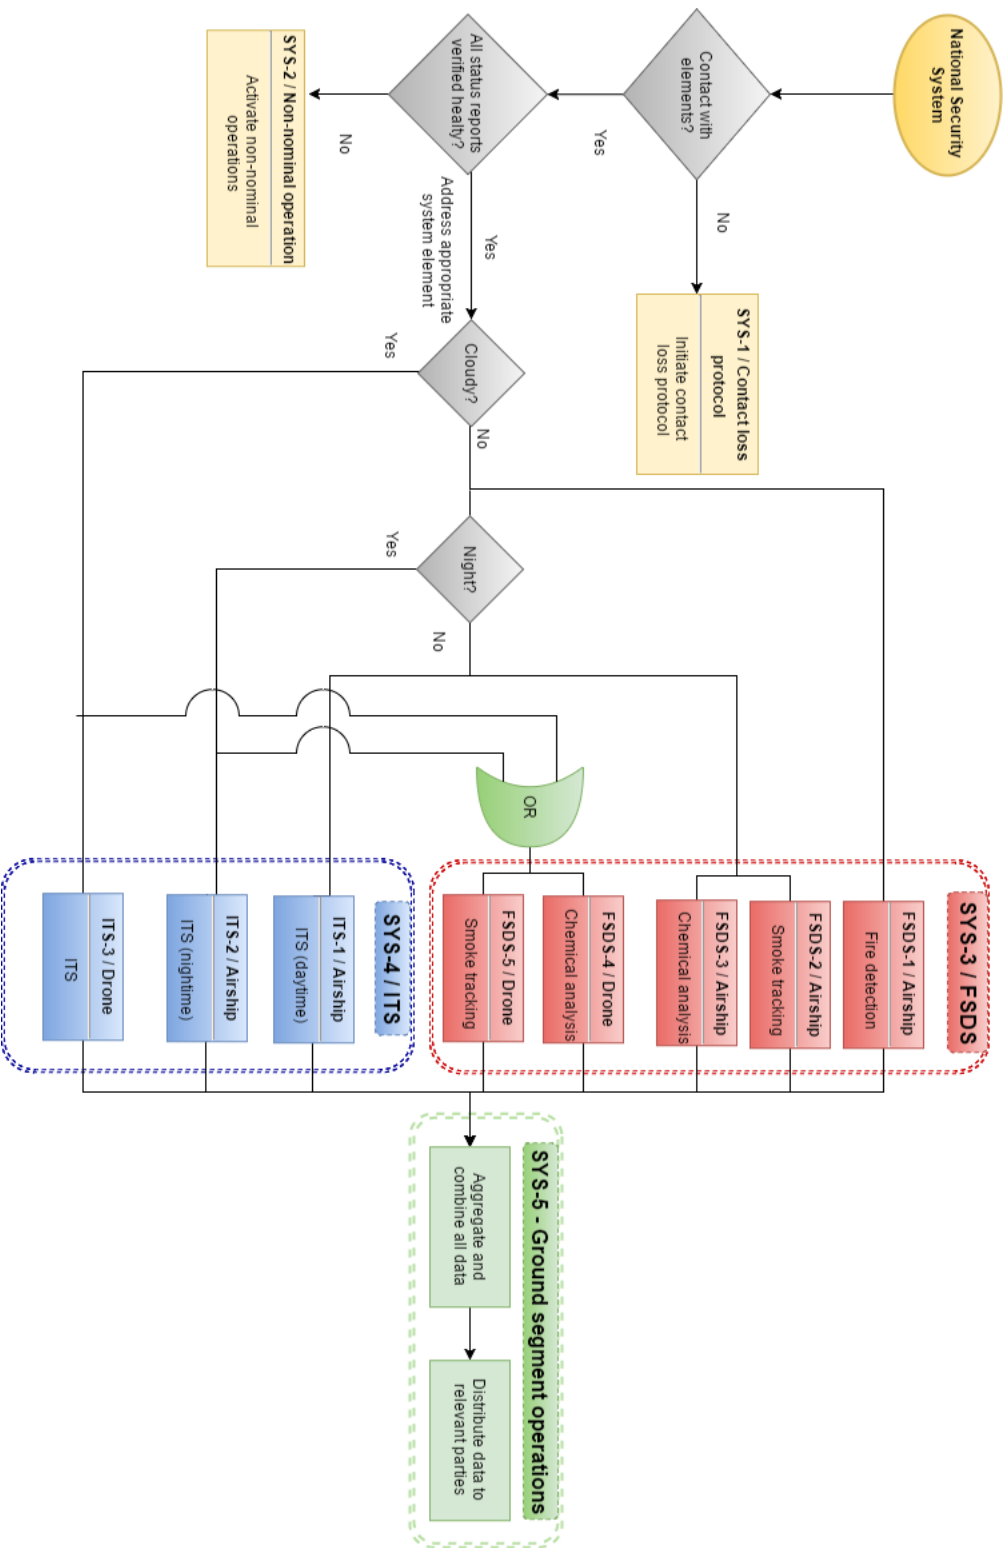 National Security
System
Contact with
elements?
No
SYS-1 / Contact loss
protocol
Initiate contact
loss protocol
Yes
All status reports
verified healty?
No
SYS-2 / Non-nominal operation
Activate non-nominal
operations
Yes
Address appropriate
system element
Cloudy?
Yes
No
Night?
Yes
No
OR
SYS-3 / FSDS
FSDS-1 / Airship
Fire detection
FSDS-2 / Airship
Smoke tracking
FSDS-3 / Airship
Chemical analysis
FSDS-4 / Drone
Chemical analysis
FSDS-5 / Drone
Smoke tracking
SYS-4 / ITS
ITS-1 / Airship
ITS (daytime)
ITS-2 / Airship
ITS (nightime)
ITS-3 / Drone
ITS
SYS-5 - Ground segment operations
Aggregate and
combine all data
Distribute data to
relevant parties